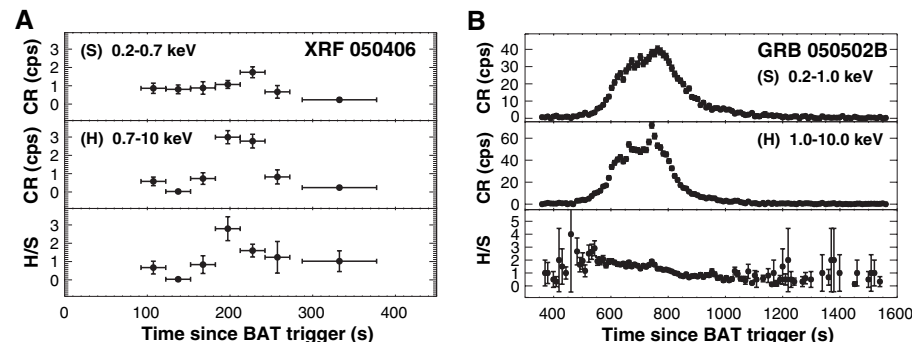 A
B
(S) 0.2-0.7 keV XRF 050406
CR (cps)
3
2
1
0
(H) 0.7-10 keV
CR (cps)
3
2
1
0
H/S
3
2
1
0
0 100 200 300 400
Time since BAT trigger (s)
GRB 050502B
(S) 0.2-1.0 keV
CR (cps)
40
30
20
10
0
(H) 1.0-10.0 keV
CR (cps)
60
40
20
0
H/S
5
4
3
2
1
0
400 600 800 1000 1200 1400 1600
Time since BAT trigger (s)